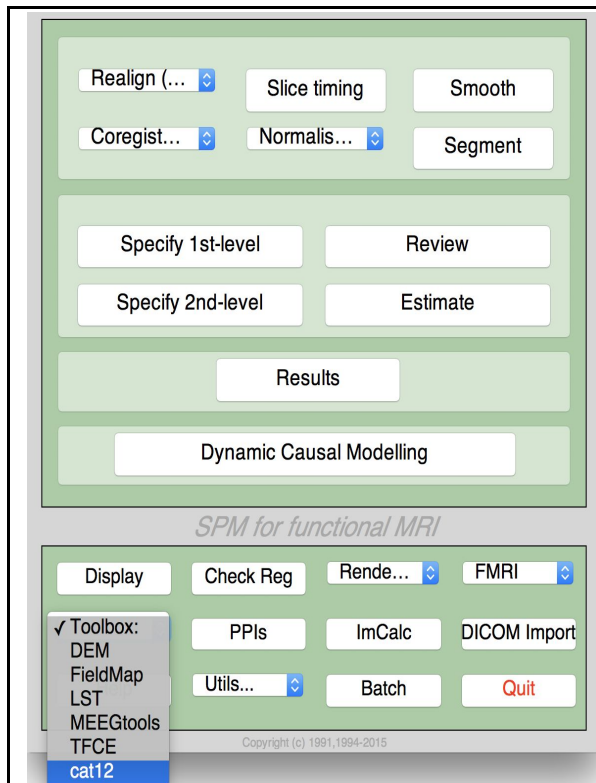 Realign (...
Slice timing
Smooth
Coregist...
Normalis...
Segment
Specify 1st-level
Review
Specify 2nd-level
Estimate
Results
Dynamic Causal Modelling
SPM for functional MRI
Display
Check Reg
Rende...
FMRI
✓ Toolbox:
PPIs
ImCalc
DICOM Import
DEM
FieldMap
LST
MEEGtools
TFCE
cat12
Utils...
Batch
Quit
Copyright (c) 1991,1994-2015